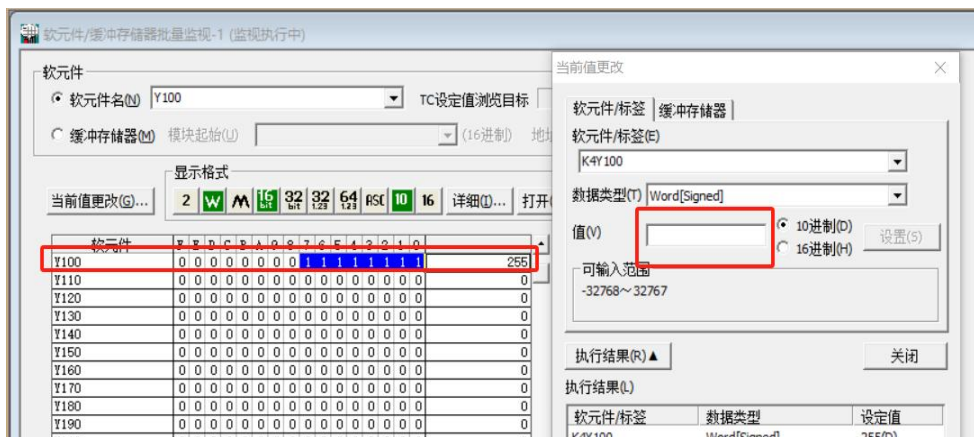 软元件/缓冲存储器批量监视-1 (监视执行中)
软元件
软元件名(N) Y100 TC设定值浏览目标
缓冲存储器(M) 模块起始(U) (16进制) 地址
显示格式
当前值更改(G)... 2 W M 16bit 32bit 32 1.23 64 1.23 ASC 10 16 详细(I)... 打开
软元件 F E D C B A 9 8 7 6 5 4 3 2 1 0
Y100 0 0 0 0 0 0 0 0 1 1 1 1 1 1 1 1 255
Y110 0 0 0 0 0 0 0 0 0 0 0 0 0 0 0 0 0
Y120 0 0 0 0 0 0 0 0 0 0 0 0 0 0 0 0 0
Y130 0 0 0 0 0 0 0 0 0 0 0 0 0 0 0 0 0
Y140 0 0 0 0 0 0 0 0 0 0 0 0 0 0 0 0 0
Y150 0 0 0 0 0 0 0 0 0 0 0 0 0 0 0 0 0
Y160 0 0 0 0 0 0 0 0 0 0 0 0 0 0 0 0 0
Y170 0 0 0 0 0 0 0 0 0 0 0 0 0 0 0 0 0
Y180 0 0 0 0 0 0 0 0 0 0 0 0 0 0 0 0 0
Y190 0 0 0 0 0 0 0 0 0 0 0 0 0 0 0 0 0
当前值更改
软元件/标签 缓冲存储器
软元件/标签(E)
K4Y100
数据类型(T) Word[Signed]
值(V) 10进制(D) 设置(S)
16进制(H)
可输入范围
-32768~32767
执行结果(R)▲ 关闭
执行结果(L)
软元件/标签 数据类型 设定值
K4Y100 Word[Signed] 255(D)